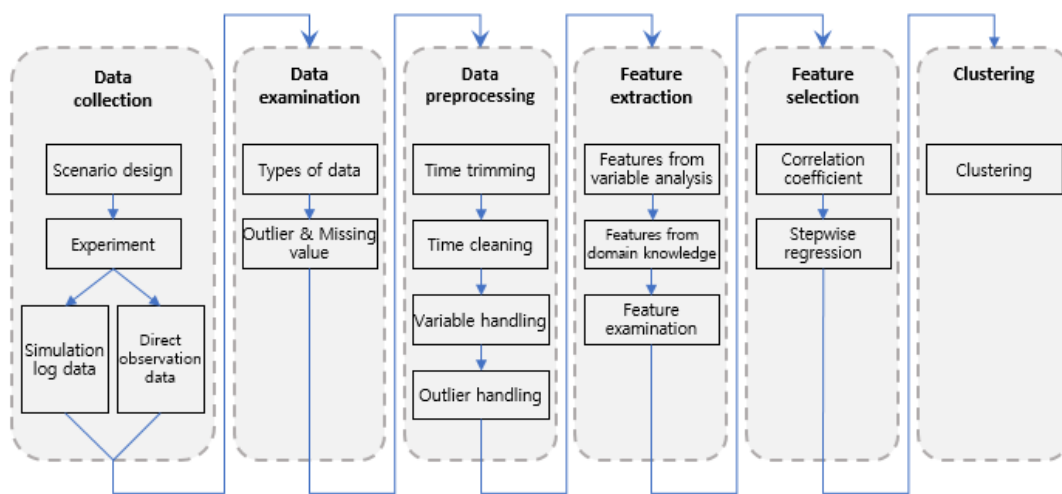 Data
collection
Scenario design
Experiment
Simulation
log data
Direct
observation
data
Data
examination
Types of data
Outlier & Missing
value
Data
preprocessing
Time trimming
Time cleaning
Variable handling
Outlier handling
Feature
extraction
Features from
variable analysis
Features from
domain knowledge
Feature
examination
Feature
selection
Correlation
coefficient
Stepwise
regression
Clustering
Clustering